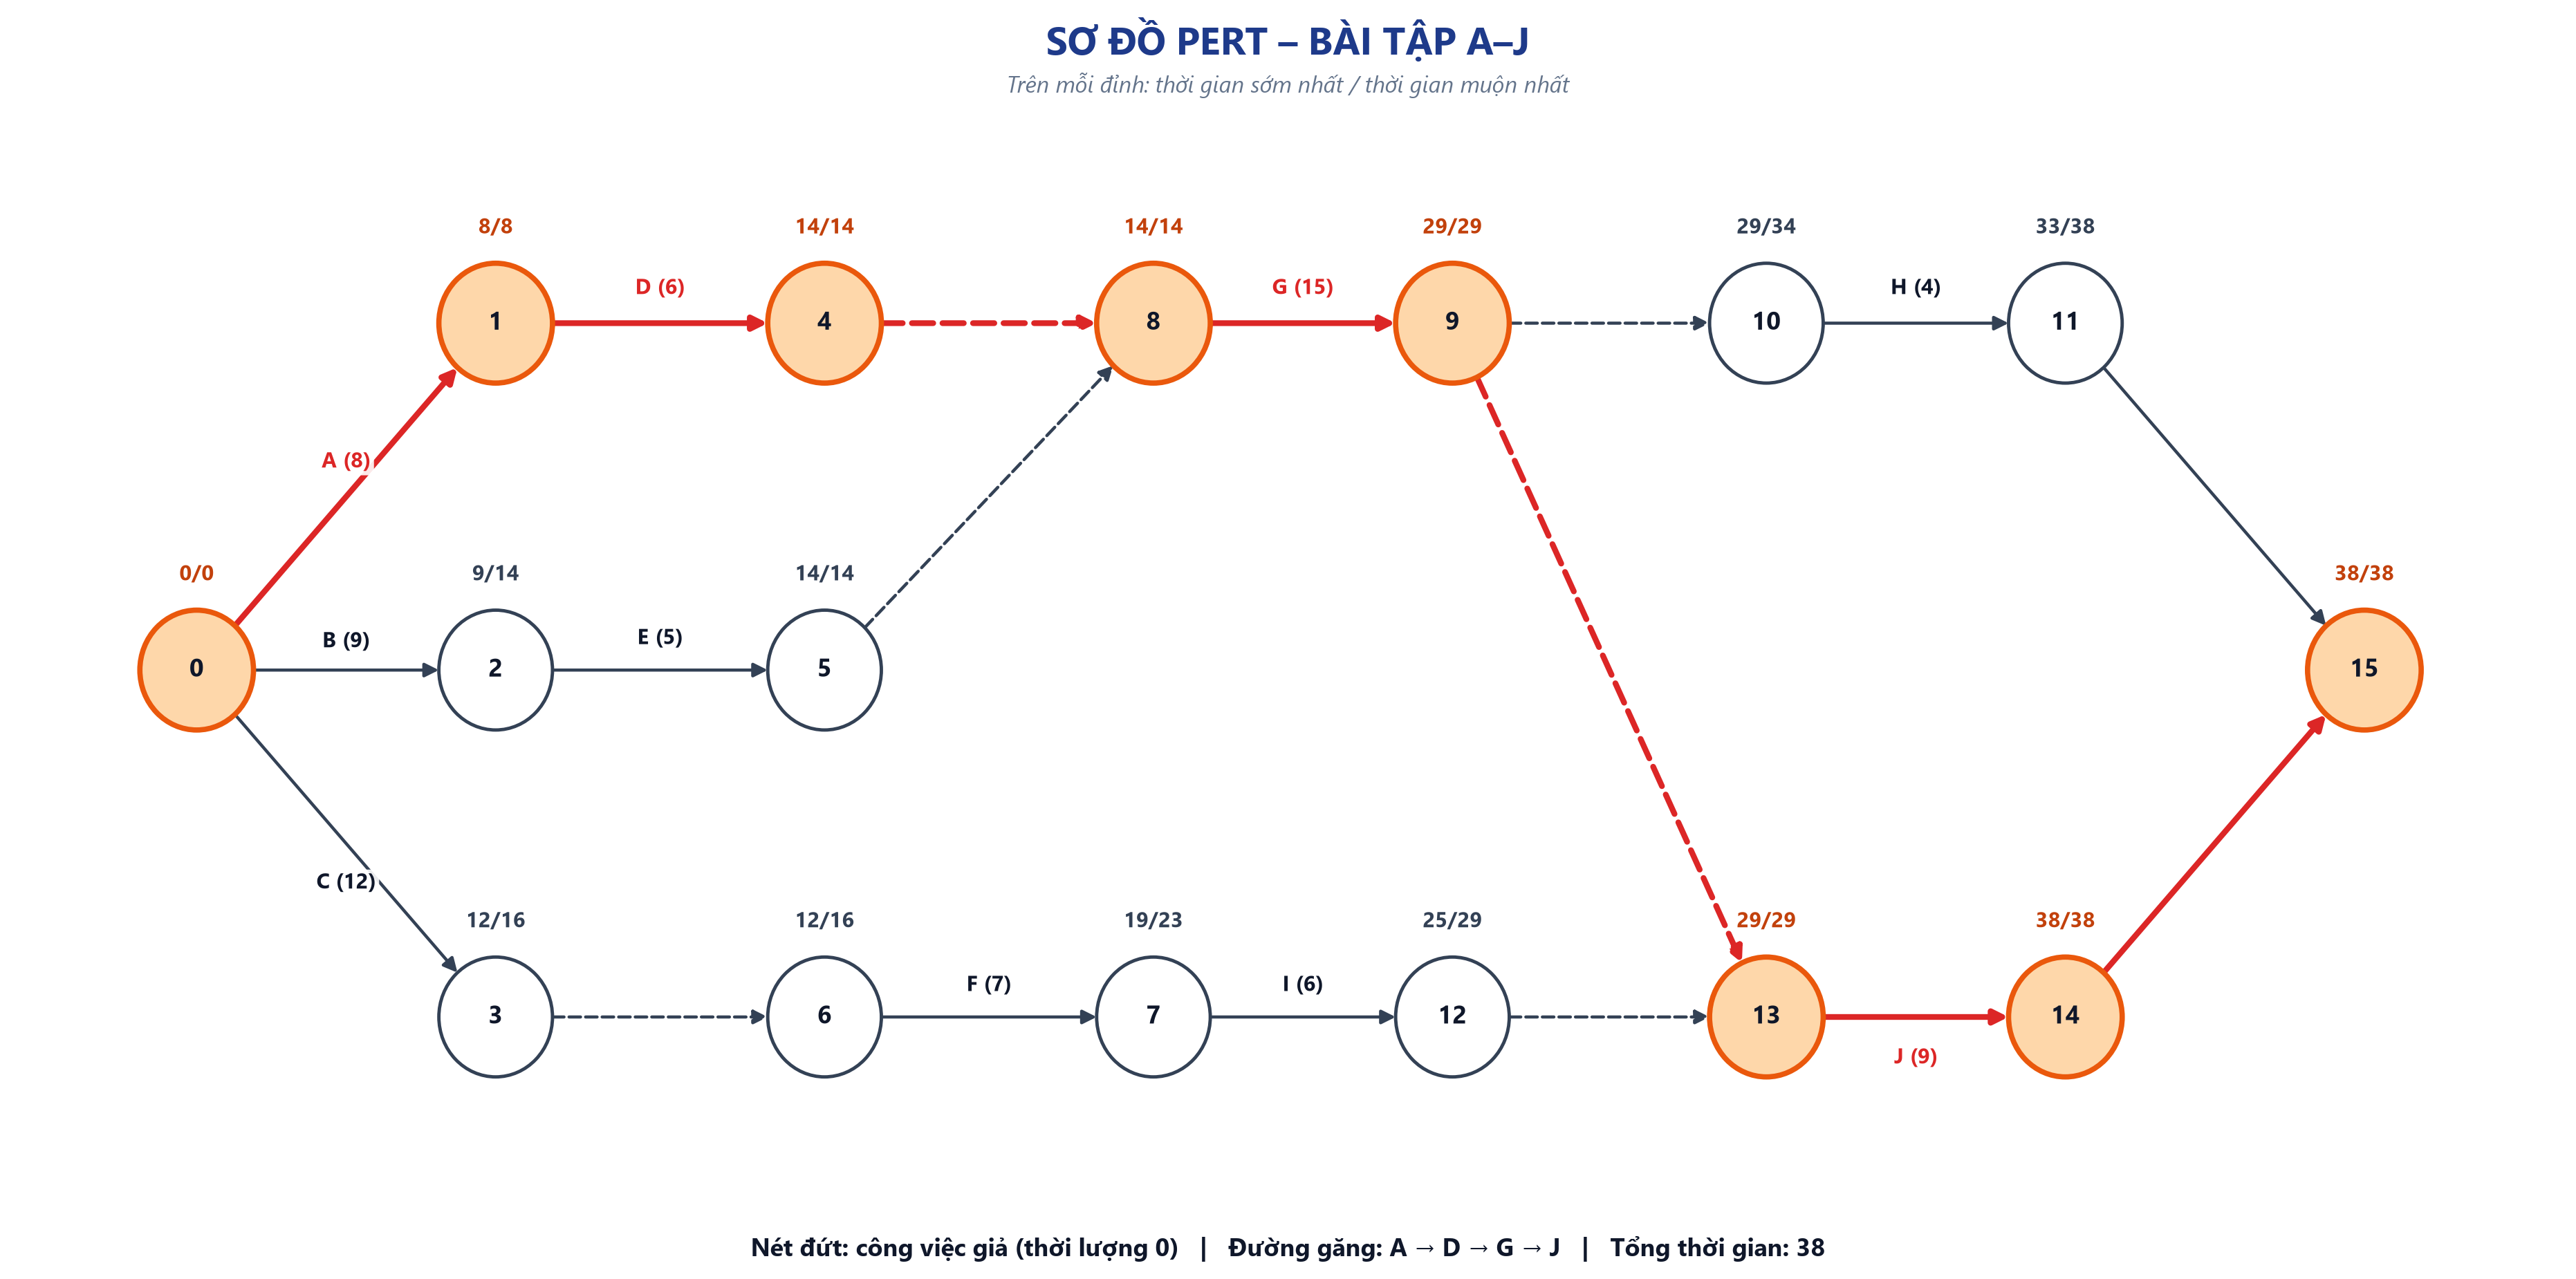 SƠ ĐỒ PERT – BÀI TẬP A–J
Trên mỗi đỉnh: thời gian sớm nhất / thời gian muộn nhất
8/8
14/14
14/14
29/29
29/34
33/38
D (6)
G (15)
H (4)
1
4
8
9
10
11
A (8)
0/0
9/14
14/14
38/38
B (9)
E (5)
0
2
5
15
C (12)
12/16
12/16
19/23
25/29
29/29
38/38
F (7)
I (6)
3
6
7
12
13
14
J (9)
Nét đứt: công việc giả (thời lượng 0) | Đường găng: A → D → G → J | Tổng thời gian: 38